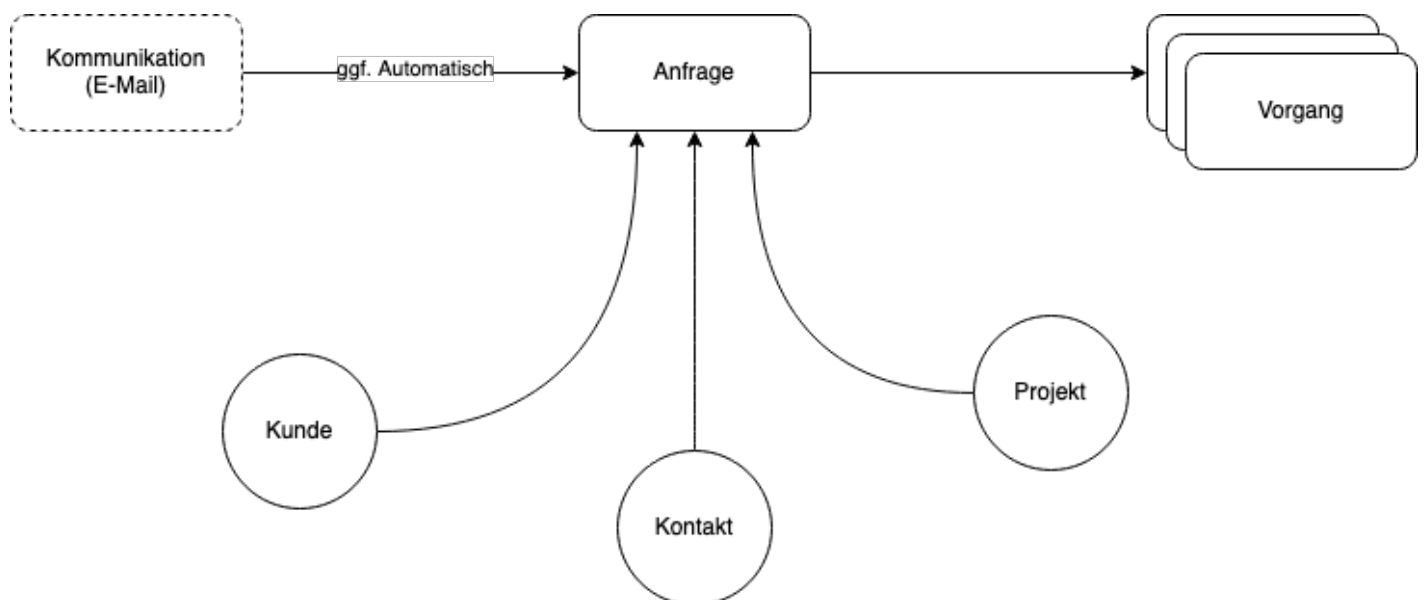 Kommunikation
(E-Mail)
ggf. Automatisch
Anfrage
Vorgang
Kunde
Kontakt
Projekt